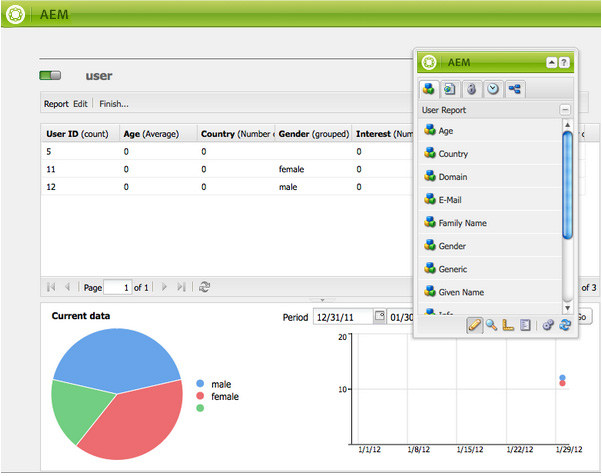 AEM
user
Report Edit Finish...
User ID (count) Age (Average) Country (Number Gender (grouped) Interest (Num
5 0 0 0
11 0 0 female 0
12 0 0 male 0
Page 1 of 1
of 3
AEM
?
User Report
Age
Country
Domain
E-Mail
Family Name
Gender
Generic
Given Name
Current data
Period 12/31/11 01/30
male
female
20
10
1/1/12 1/8/12 1/15/12 1/22/12 1/29/12